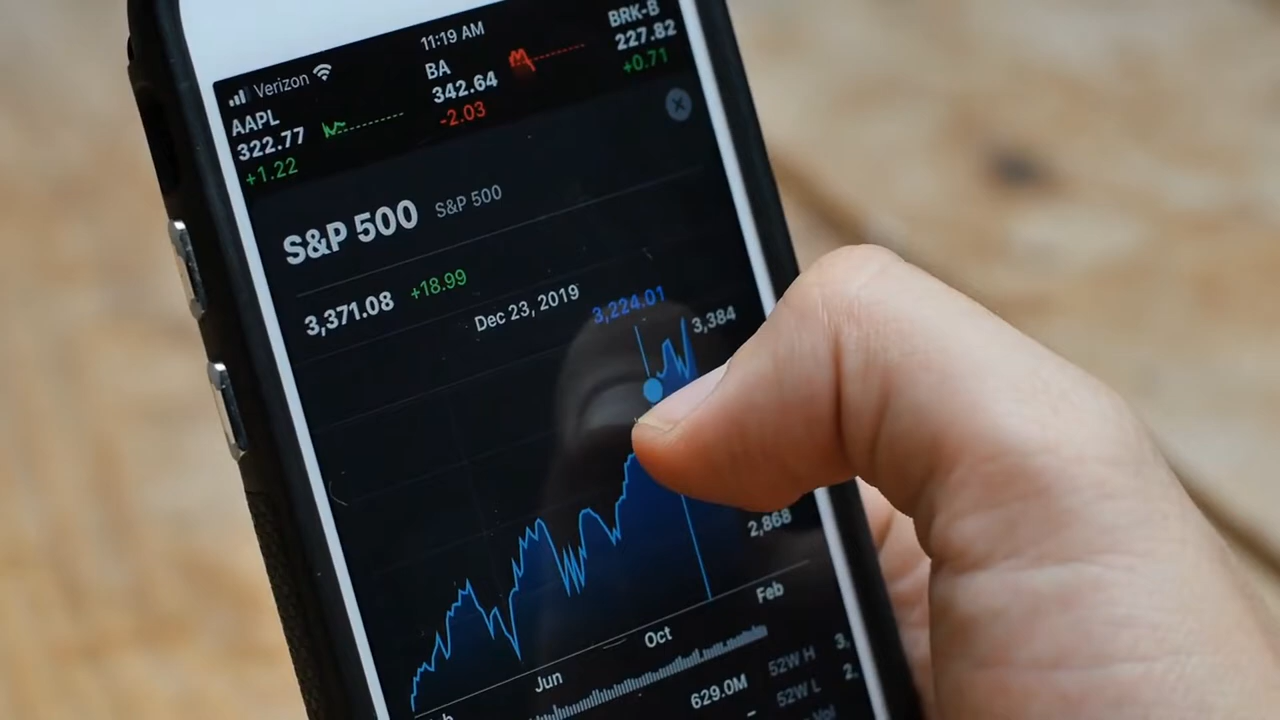 11:19 AM
Verizon
AAPL
322.77
+1.22
BA
342.64
-2.03
BRK-B
227.82
+0.71
S&P 500 S&P 500
3,371.08 +18.99
Dec 23, 2019 3,224.01
3,384
2,868
Jun Oct Feb
629.0M
52W H 3,
52W L 2.